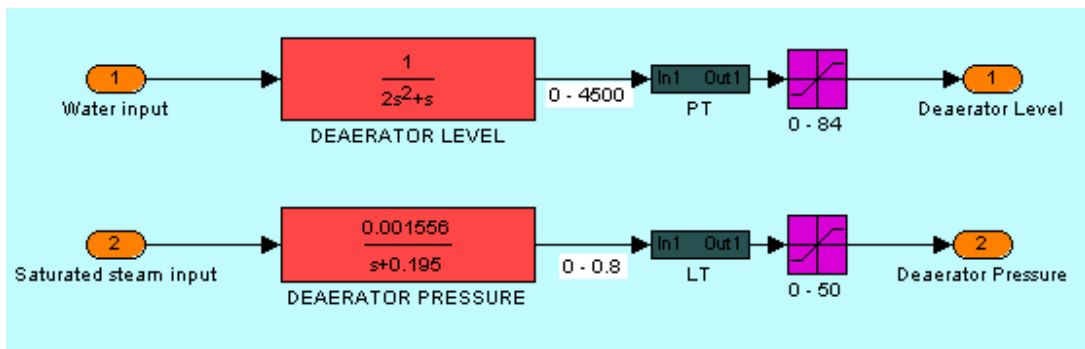 1
Water input
1
2s²+s
DEAERATOR LEVEL
0 - 4500
In1 Out1
PT
0 - 84
1
Deaerator Level
2
Saturated steam input
0.001556
s+0.195
DEAERATOR PRESSURE
0 - 0.8
In1 Out1
LT
0 - 50
2
Deaerator Pressure